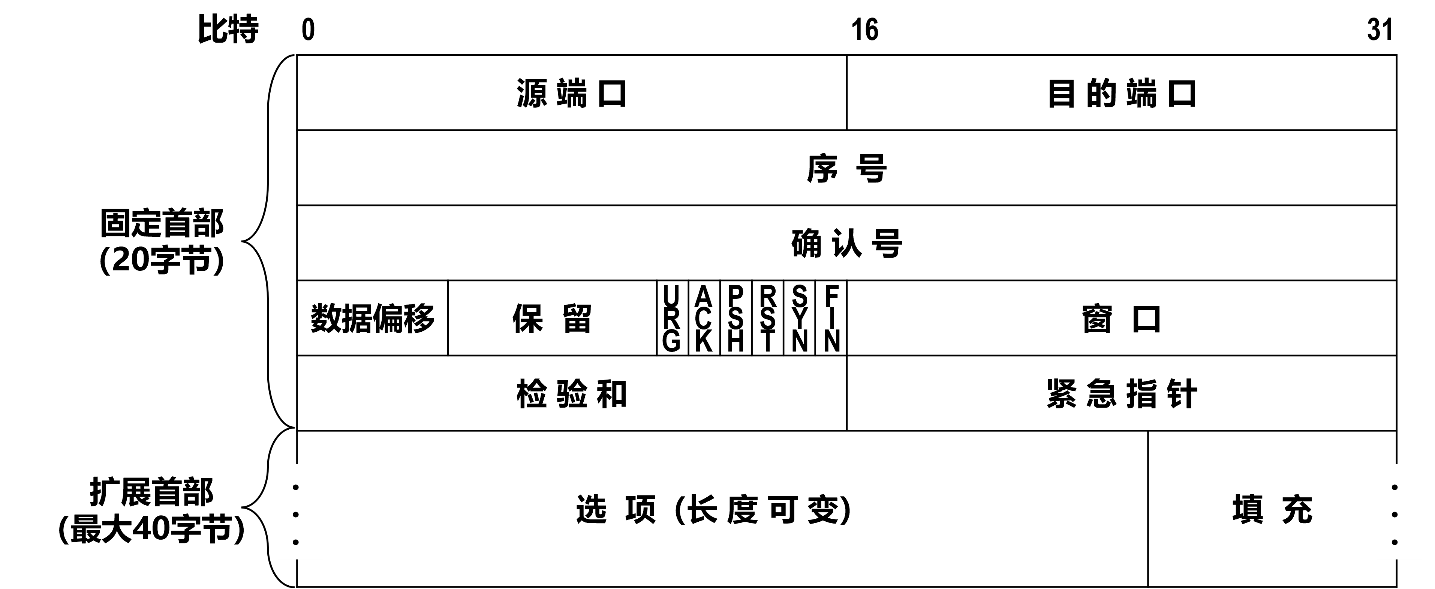 比特 0 16 31
源端口 目的端口
序号
确认号
固定首部
(20字节)
数据偏移 保留 URG ACK PSH RST SYN FIN 窗口
检验和 紧急指针
扩展首部
(最大40字节)
选项 (长度可变) 填充